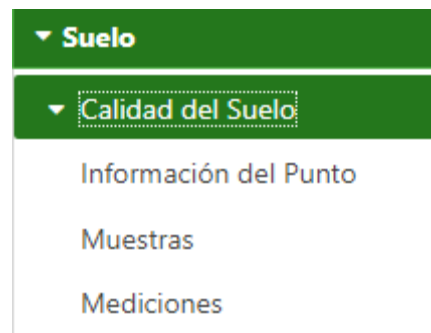 Suelo
Calidad del Suelo
Información del Punto
Muestras
Mediciones